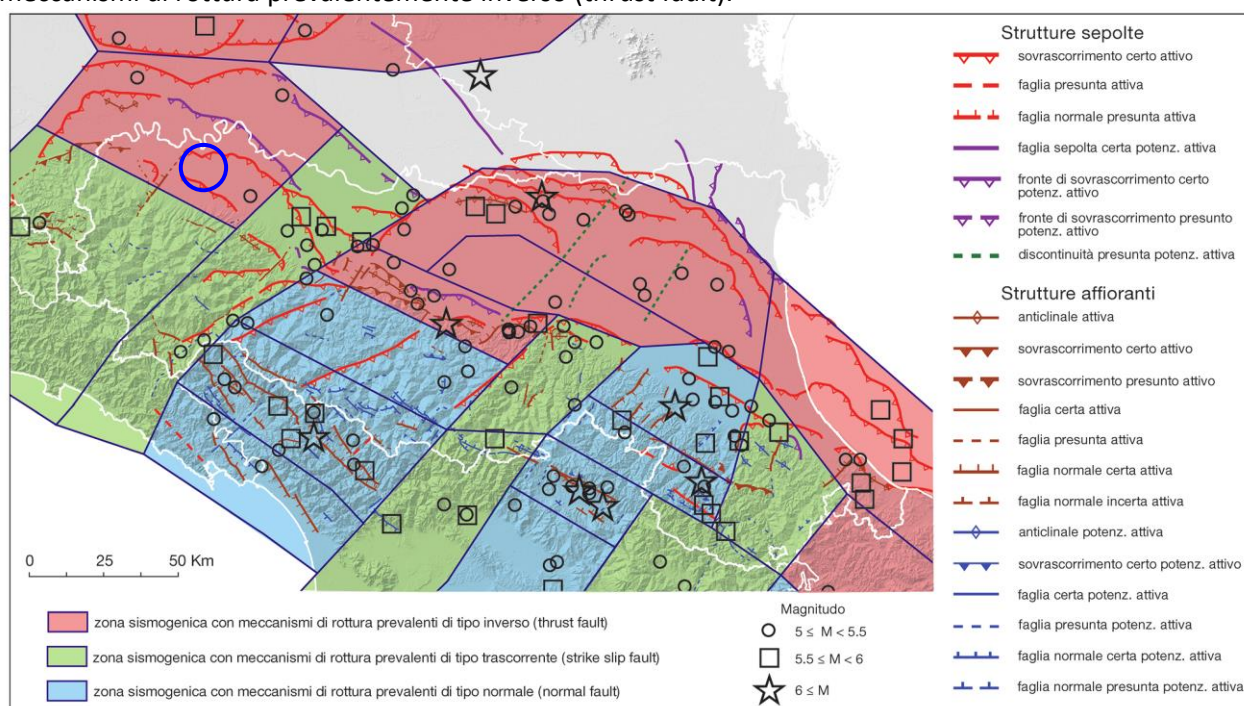 meccanismi di rottura prevalentemente inverso (thrust fault).
Strutture sepolte
sovrascorrimento certo attivo
faglia presunta attiva
faglia normale presunta attiva
faglia sepolta certa potenz. attiva
fronte di sovrascorrimento certo
potenz. attivo
fronte di sovrascorrimento presunto
potenz. attivo
discontinuità presunta potenz. attiva
Strutture affioranti
anticlinale attiva
sovrascorrimento certo attivo
sovrascorrimento presunto attivo
faglia certa attiva
faglia presunta attiva
faglia normale certa attiva
faglia normale incerta attiva
anticlinale potenz. attiva
sovrascorrimento certo potenz. attivo
faglia certa potenz. attiva
faglia presunta potenz. attiva
faglia normale certa potenz. attiva
faglia normale presunta potenz. attiva
0 25 50 Km
zona sismogenica con meccanismi di rottura prevalenti di tipo inverso (thrust fault)
zona sismogenica con meccanismi di rottura prevalenti di tipo trascorrente (strike slip fault)
zona sismogenica con meccanismi di rottura prevalenti di tipo normale (normal fault)
Magnitudo
5 ≤ M < 5.5
5.5 ≤ M < 6
6 ≤ M